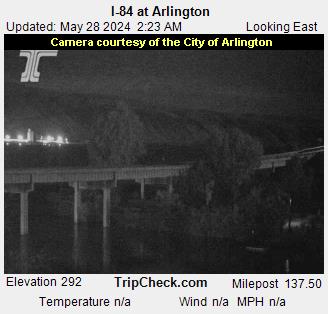 I-84 at Arlington
Updated: May 28 2024 2:23 AM Looking East
Camera courtesy of the City of Arlington
Elevation 292 TripCheck.com Milepost 137.50
Temperature n/a Wind n/a MPH n/a